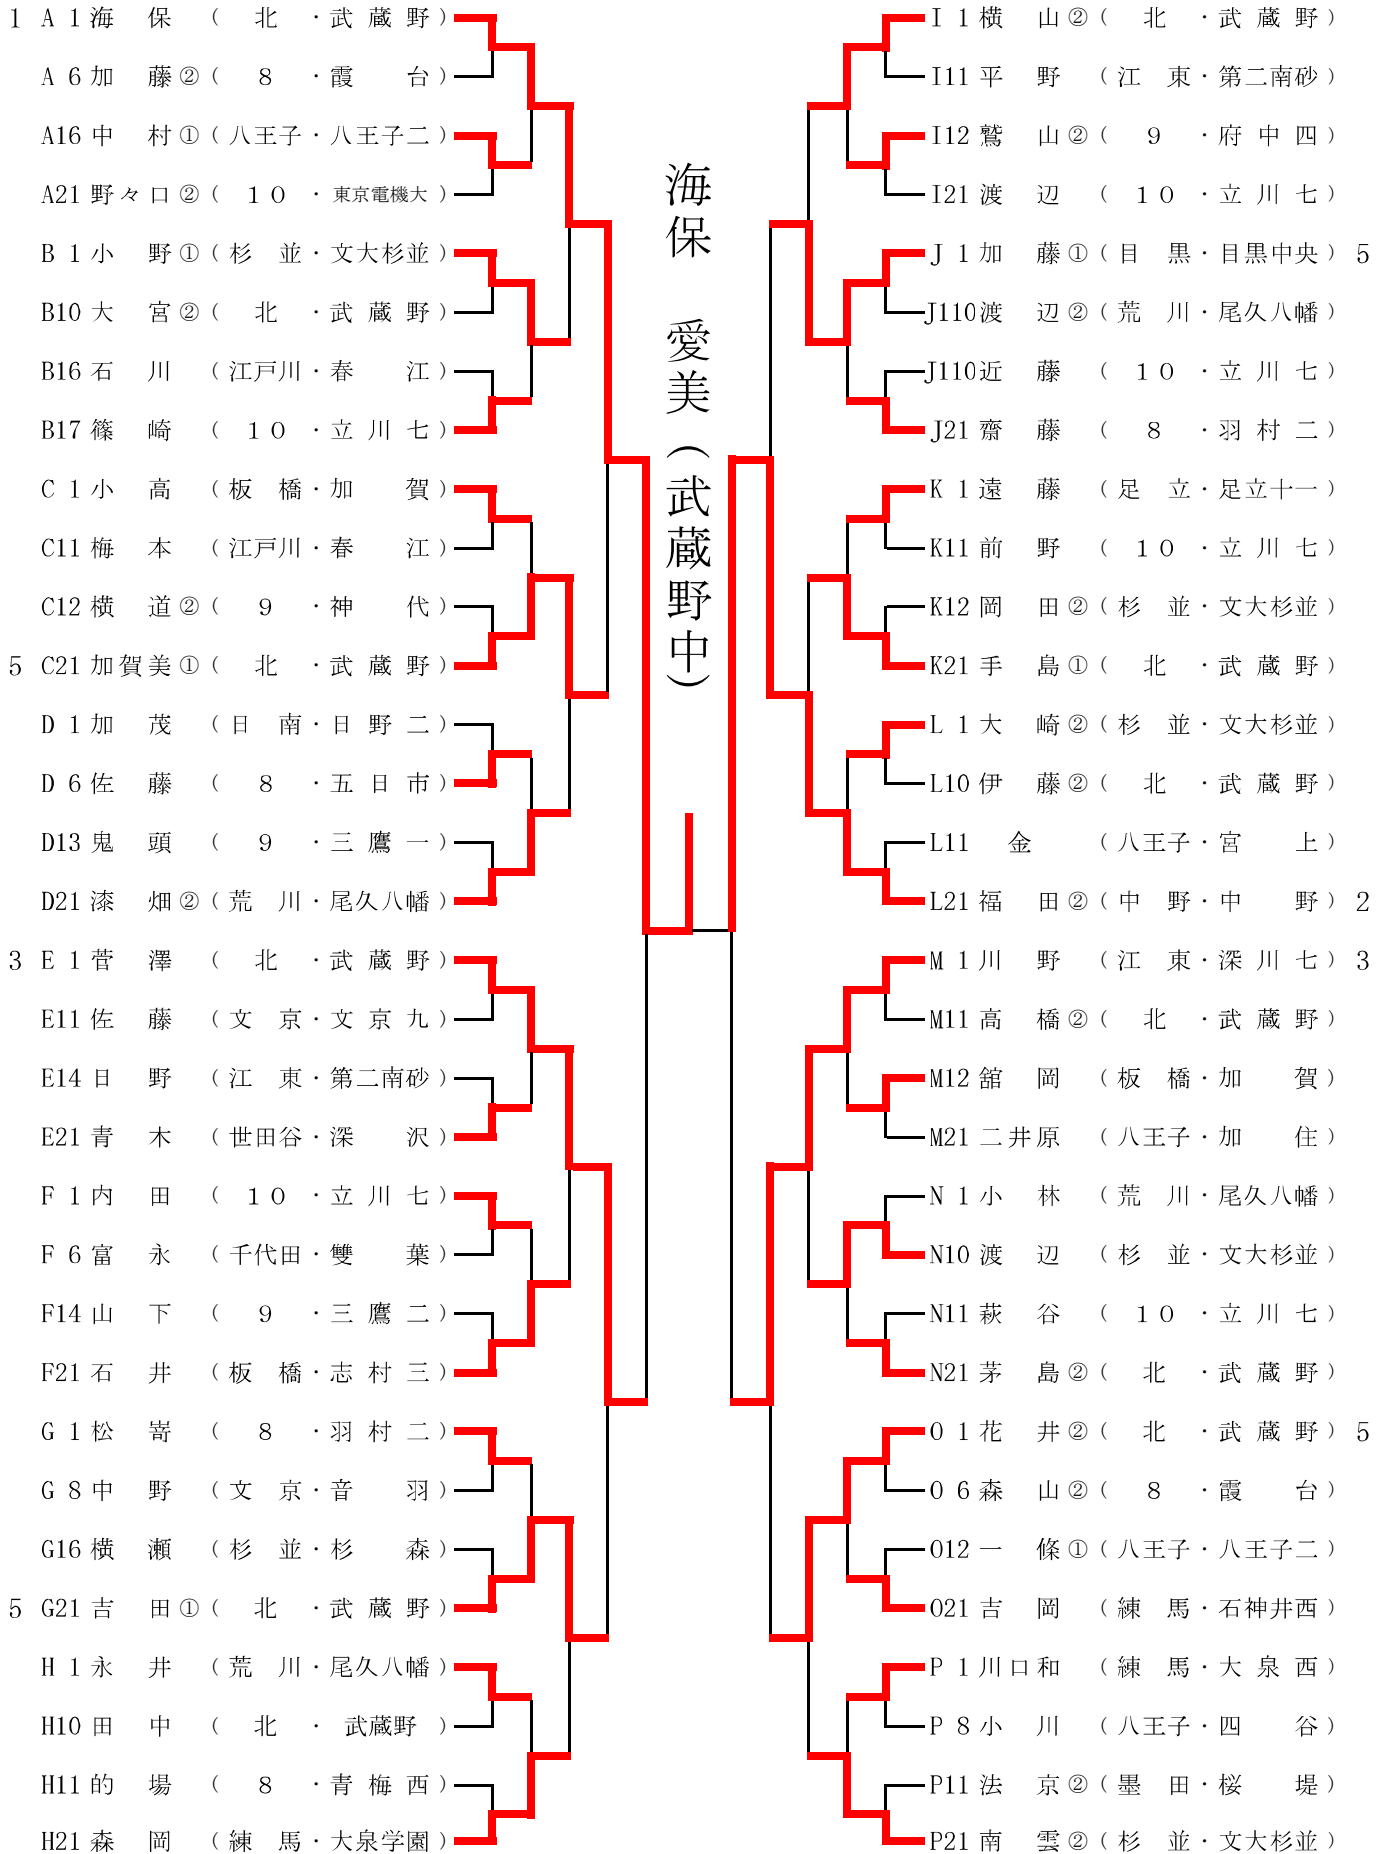 1 A 1 海保 (北・武蔵野)
A 6 加藤② (8・霞台)
A16 中村① (八王子・八王子二)
A21 野々口② (10・東京電機大)
B 1 小野① (杉並・文大杉並)
B10 大宮② (北・武蔵野)
B16 石川 (江戸川・春江)
B17 篠崎 (10・立川七)
C 1 小高 (板橋・加賀)
C11 梅本 (江戸川・春江)
C12 横道② (9・神代)
5 C21 加賀美① (北・武蔵野)
D 1 加茂 (日南・日野二)
D 6 佐藤 (8・五日市)
D13 鬼頭 (9・三鷹一)
D21 漆畑② (荒川・尾久八幡)
3 E 1 菅澤 (北・武蔵野)
E11 佐藤 (文京・文京九)
E14 日野 (江東・第二南砂)
E21 青木 (世田谷・深沢)
F 1 内田 (10・立川七)
F 6 富永 (千代田・雙葉)
F14 山下 (9・三鷹二)
F21 石井 (板橋・志村三)
G 1 松嵜 (8・羽村二)
G 8 中野 (文京・音羽)
G16 横瀬 (杉並・杉森)
5 G21 吉田① (北・武蔵野)
H 1 永井 (荒川・尾久八幡)
H10 田中 (北・武蔵野)
H11 的場 (8・青梅西)
H21 森岡 (練馬・大泉学園)
海保 愛美(武蔵野中)
I 1 横山② (北・武蔵野)
I11 平野 (江東・第二南砂)
I12 鷲山② (9・府中四)
I21 渡辺 (10・立川七)
J 1 加藤① (目黒・目黒中央) 5
J110 渡辺② (荒川・尾久八幡)
J110 近藤 (10・立川七)
J21 齋藤 (8・羽村二)
K 1 遠藤 (足立・足立十一)
K11 前野 (10・立川七)
K12 岡田② (杉並・文大杉並)
K21 手島① (北・武蔵野)
L 1 大崎② (杉並・文大杉並)
L10 伊藤② (北・武蔵野)
L11 金 (八王子・宮上)
L21 福田② (中野・中野) 2
M 1 川野 (江東・深川七) 3
M11 高橋② (北・武蔵野)
M12 舘岡 (板橋・加賀)
M21 二井原 (八王子・加住)
N 1 小林 (荒川・尾久八幡)
N10 渡辺 (杉並・文大杉並)
N11 萩谷 (10・立川七)
N21 茅島② (北・武蔵野)
O 1 花井② (北・武蔵野) 5
O 6 森山② (8・霞台)
O12 一條① (八王子・八王子二)
O21 吉岡 (練馬・石神井西)
P 1 川口和 (練馬・大泉西)
P 8 小川 (八王子・四谷)
P11 法京② (墨田・桜堤)
P21 南雲② (杉並・文大杉並)